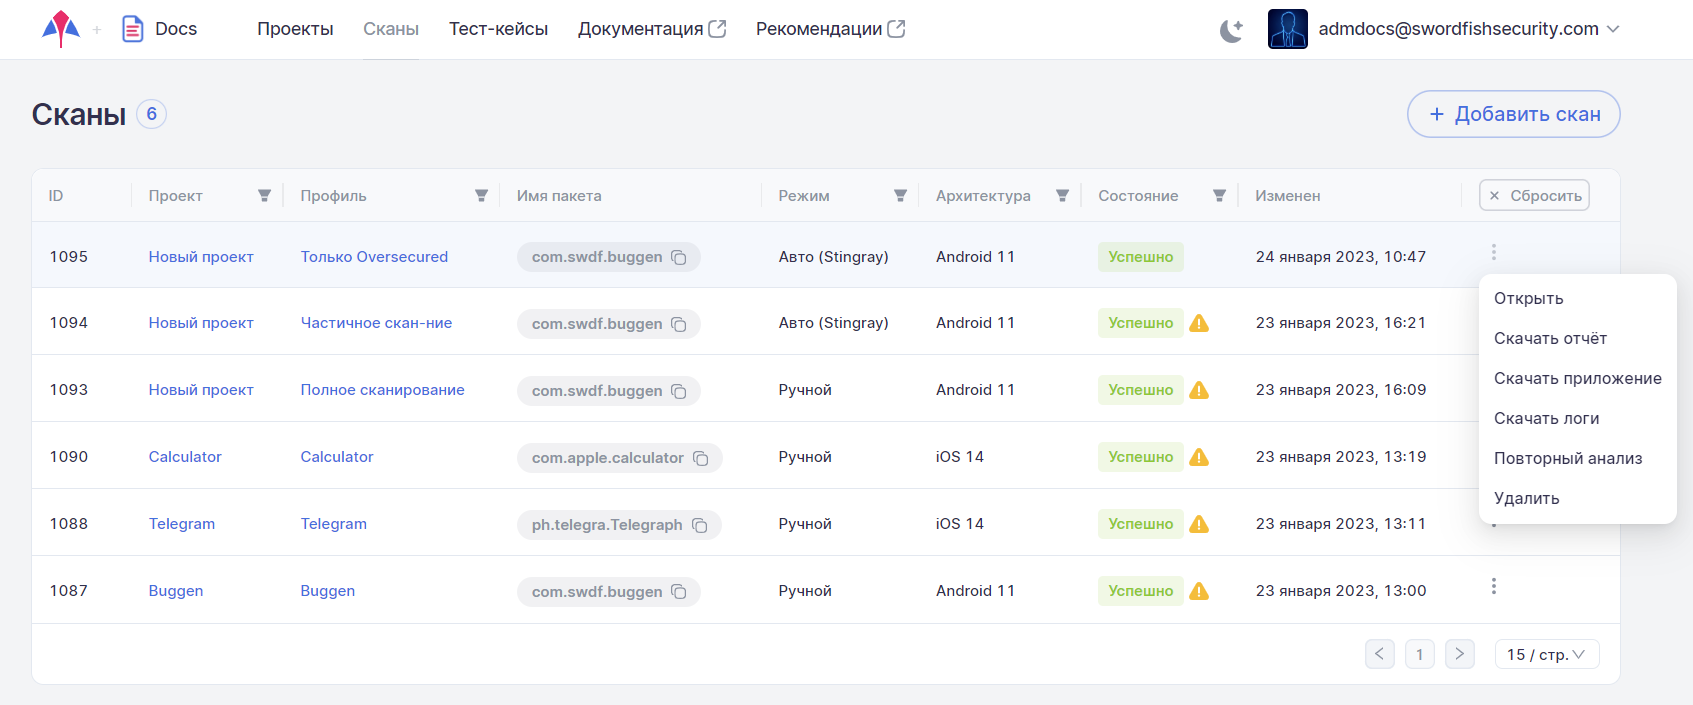 Docs Проекты Сканы Тест-кейсы Документация Рекомендации admdocs@swordfishsecurity.com
Сканы 6
+ Добавить скан
ID Проект Профиль Имя пакета Режим Архитектура Состояние Изменен × Сбросить
1095 Новый проект Только Oversecured com.swdf.buggen Авто (Stingray) Android 11 Успешно 24 января 2023, 10:47
1094 Новый проект Частичное скан-ние com.swdf.buggen Авто (Stingray) Android 11 Успешно 23 января 2023, 16:21
1093 Новый проект Полное сканирование com.swdf.buggen Ручной Android 11 Успешно 23 января 2023, 16:09
1090 Calculator Calculator com.apple.calculator Ручной iOS 14 Успешно 23 января 2023, 13:19
1088 Telegram Telegram ph.telegra.Telegraph Ручной iOS 14 Успешно 23 января 2023, 13:11
1087 Buggen Buggen com.swdf.buggen Ручной Android 11 Успешно 23 января 2023, 13:00
Открыть
Скачать отчёт
Скачать приложение
Скачать логи
Повторный анализ
Удалить
< 1 > 15 / стр.